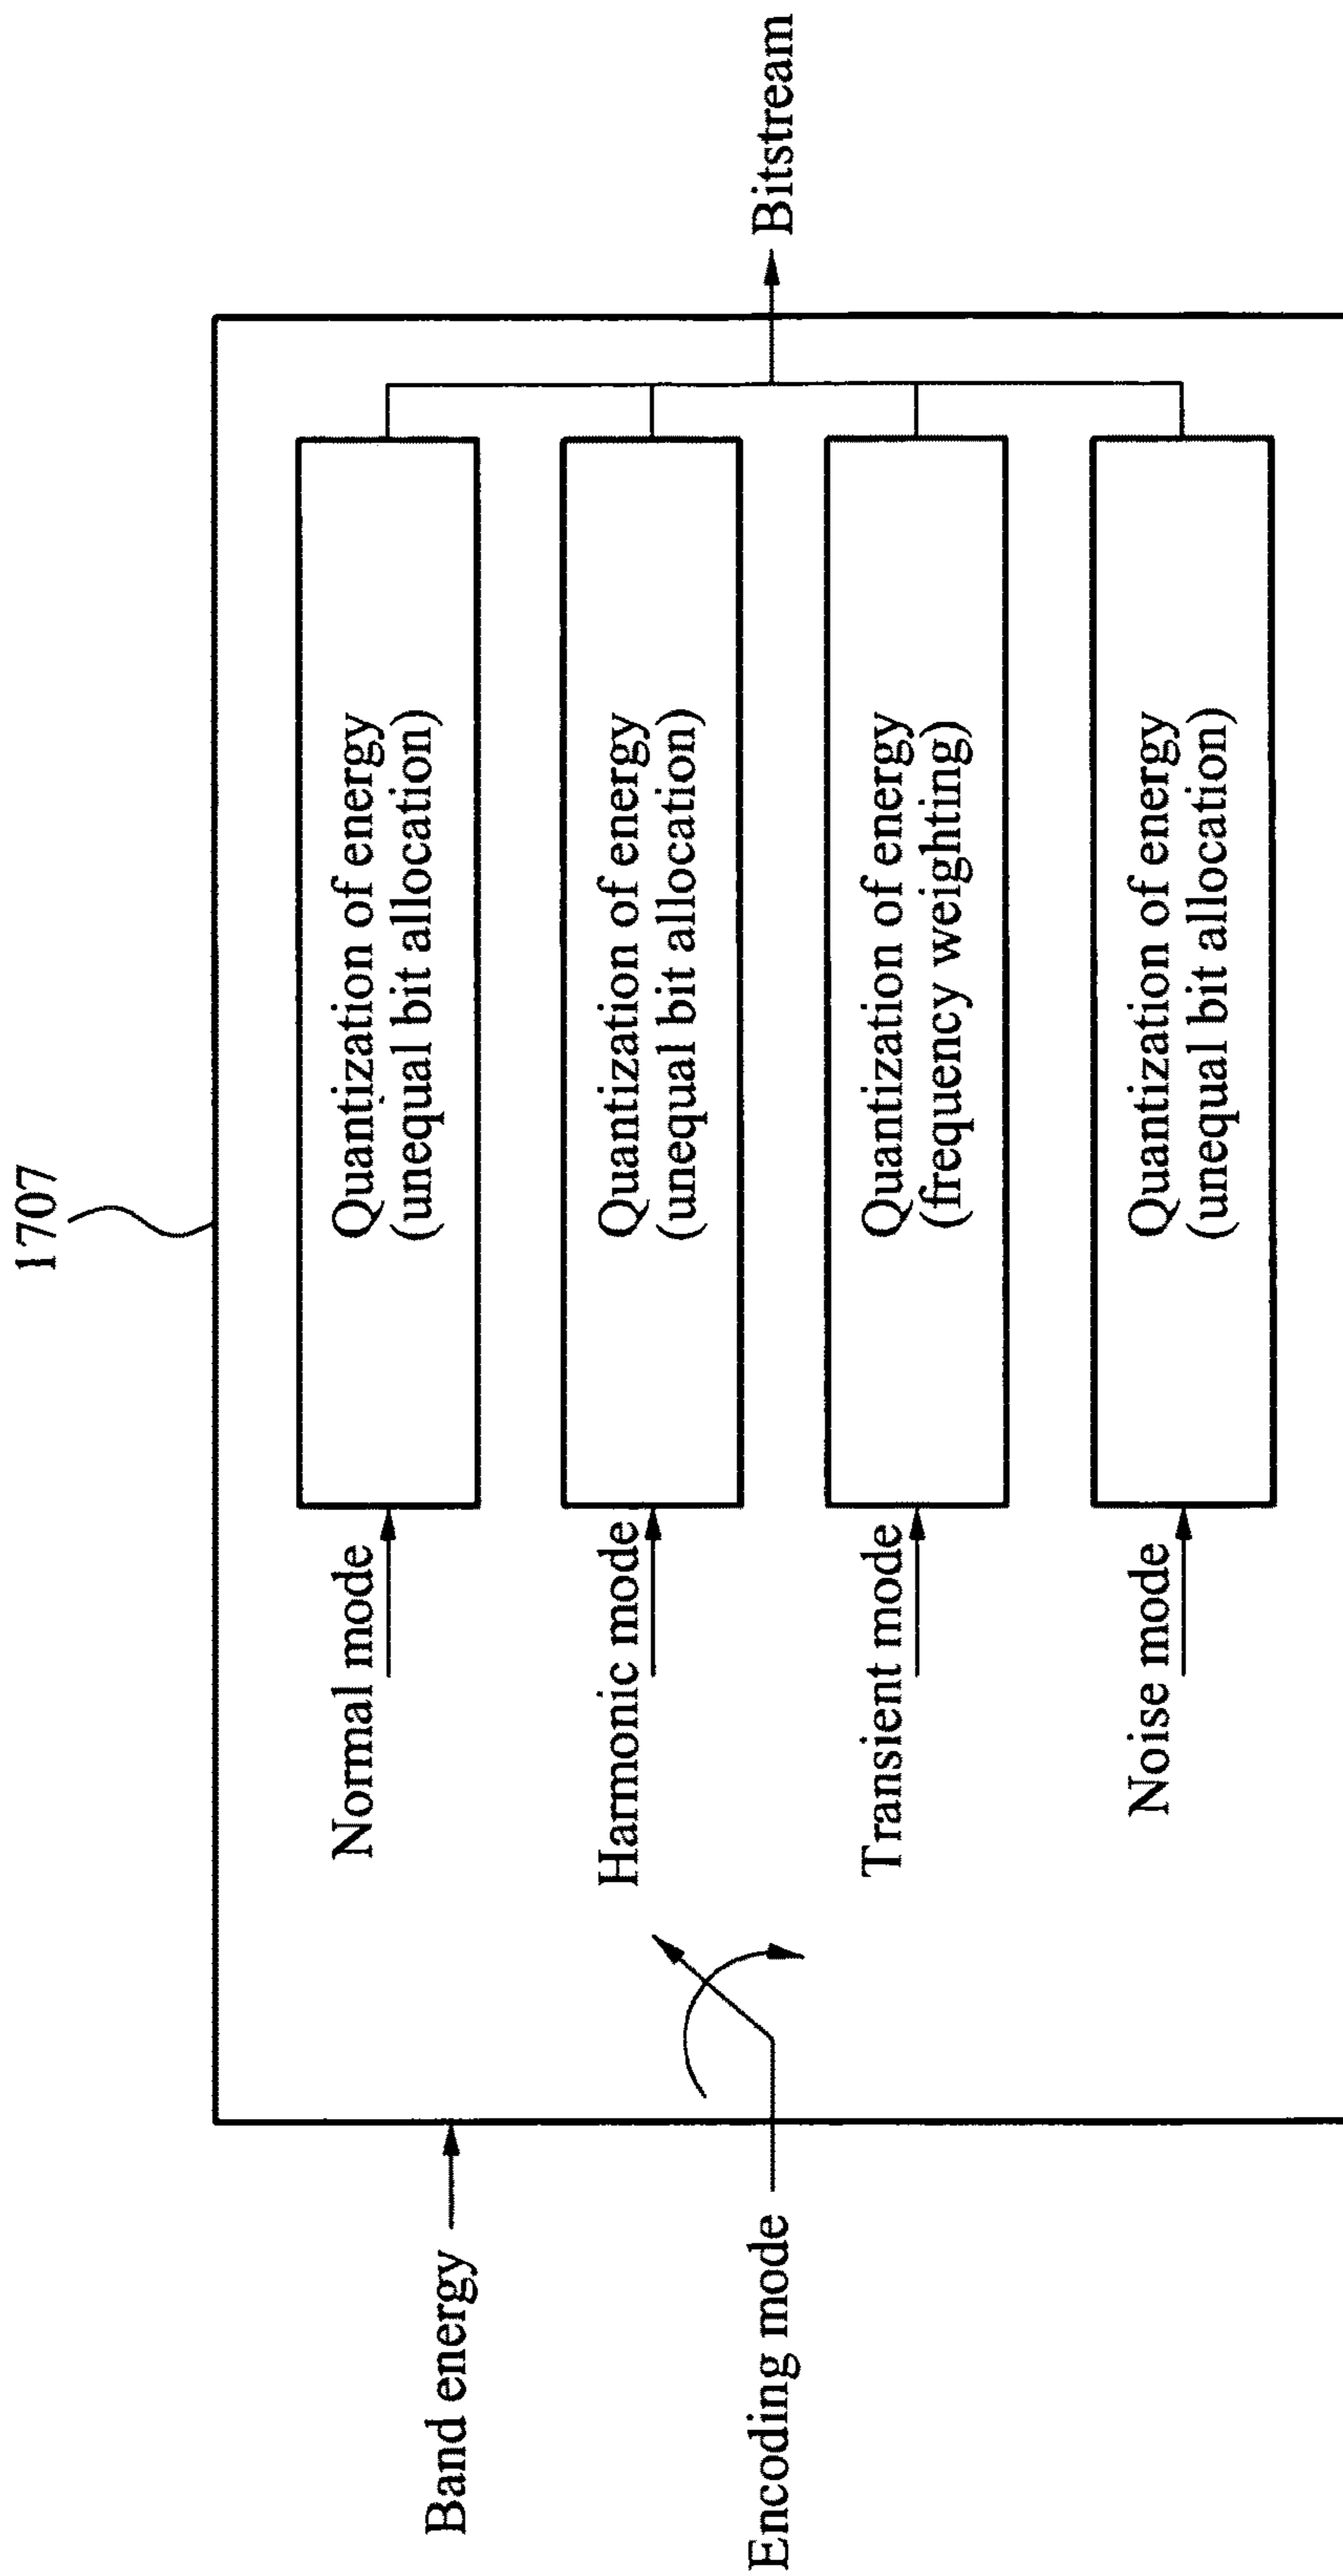 1707
Band energy
Encoding mode
Normal mode
Quantization of energy
(unequal bit allocation)
Harmonic mode
Quantization of energy
(unequal bit allocation)
Transient mode
Quantization of energy
(frequency weighting)
Noise mode
Quantization of energy
(unequal bit allocation)
Bitstream